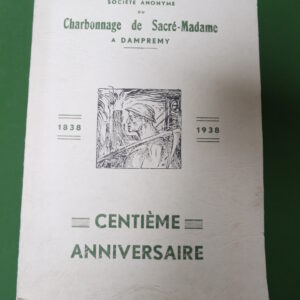 SOCIÉTÉ ANONYME
DU
Charbonnage de Sacré-Madame
A DAMPREMY
1838 1938
CENTIÈME
ANNIVERSAIRE